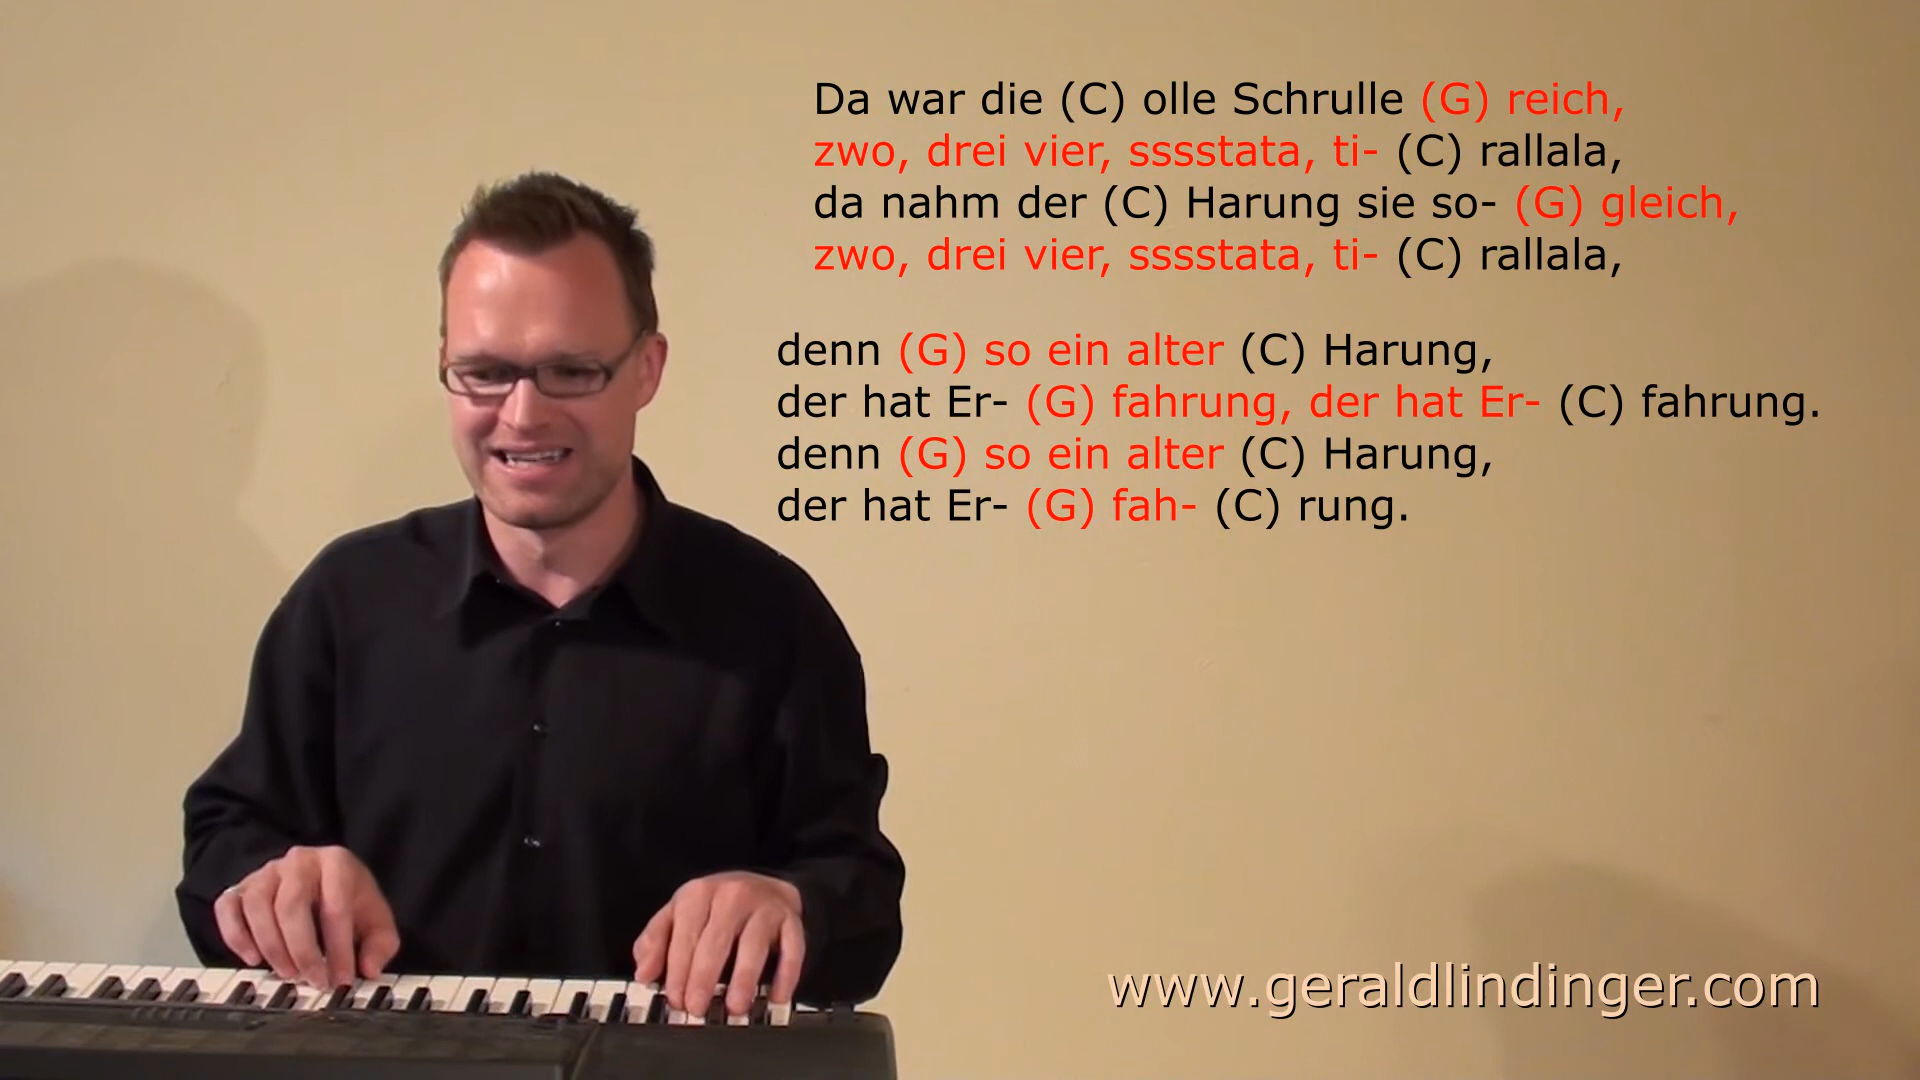 Da war die (C) olle Schrulle (G) reich,
zwo, drei vier, sssstata, ti- (C) rallala,
da nahm der (C) Harung sie so- (G) gleich,
zwo, drei vier, sssstata, ti- (C) rallala,
denn (G) so ein alter (C) Harung,
der hat Er- (G) fahrung, der hat Er- (C) fahrung.
denn (G) so ein alter (C) Harung,
der hat Er- (G) fah- (C) rung.
www.geraldlindinger.com